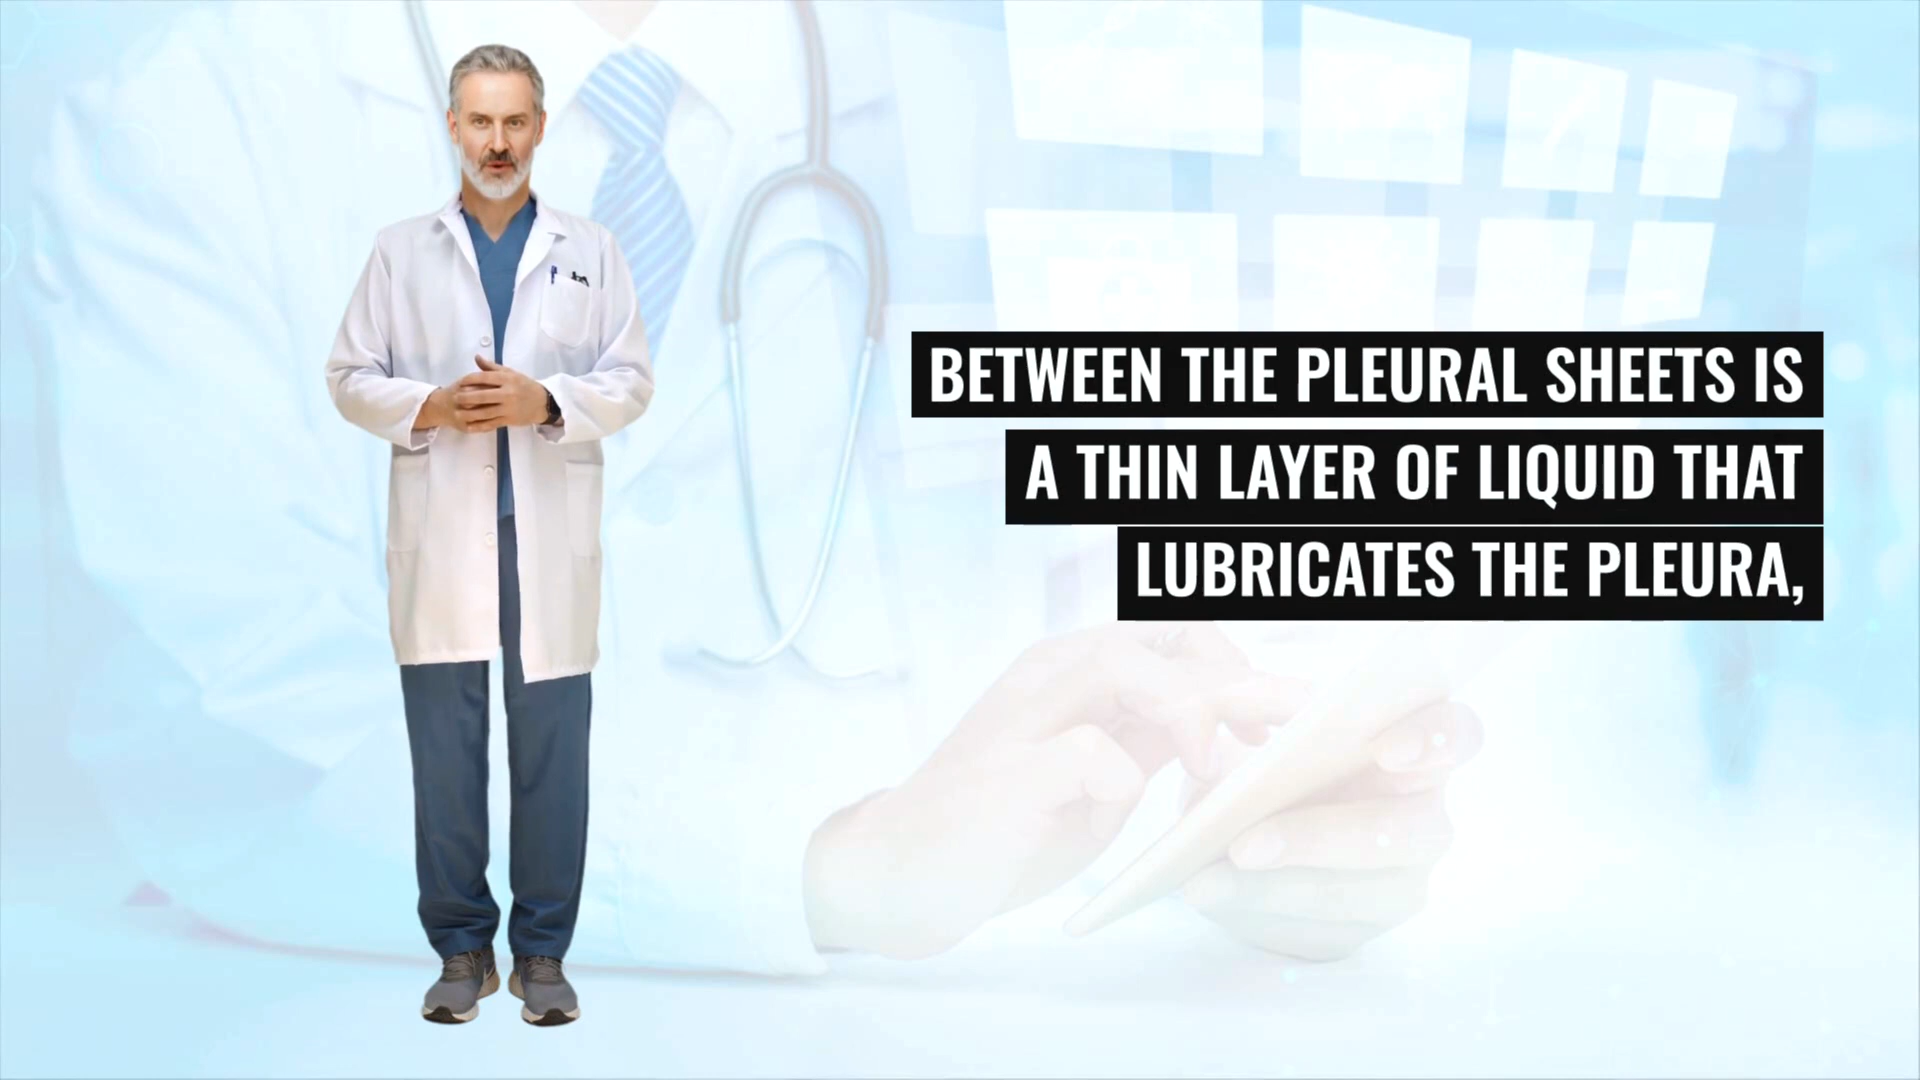 BETWEEN THE PLEURAL SHEETS IS
A THIN LAYER OF LIQUID THAT
LUBRICATES THE PLEURA,